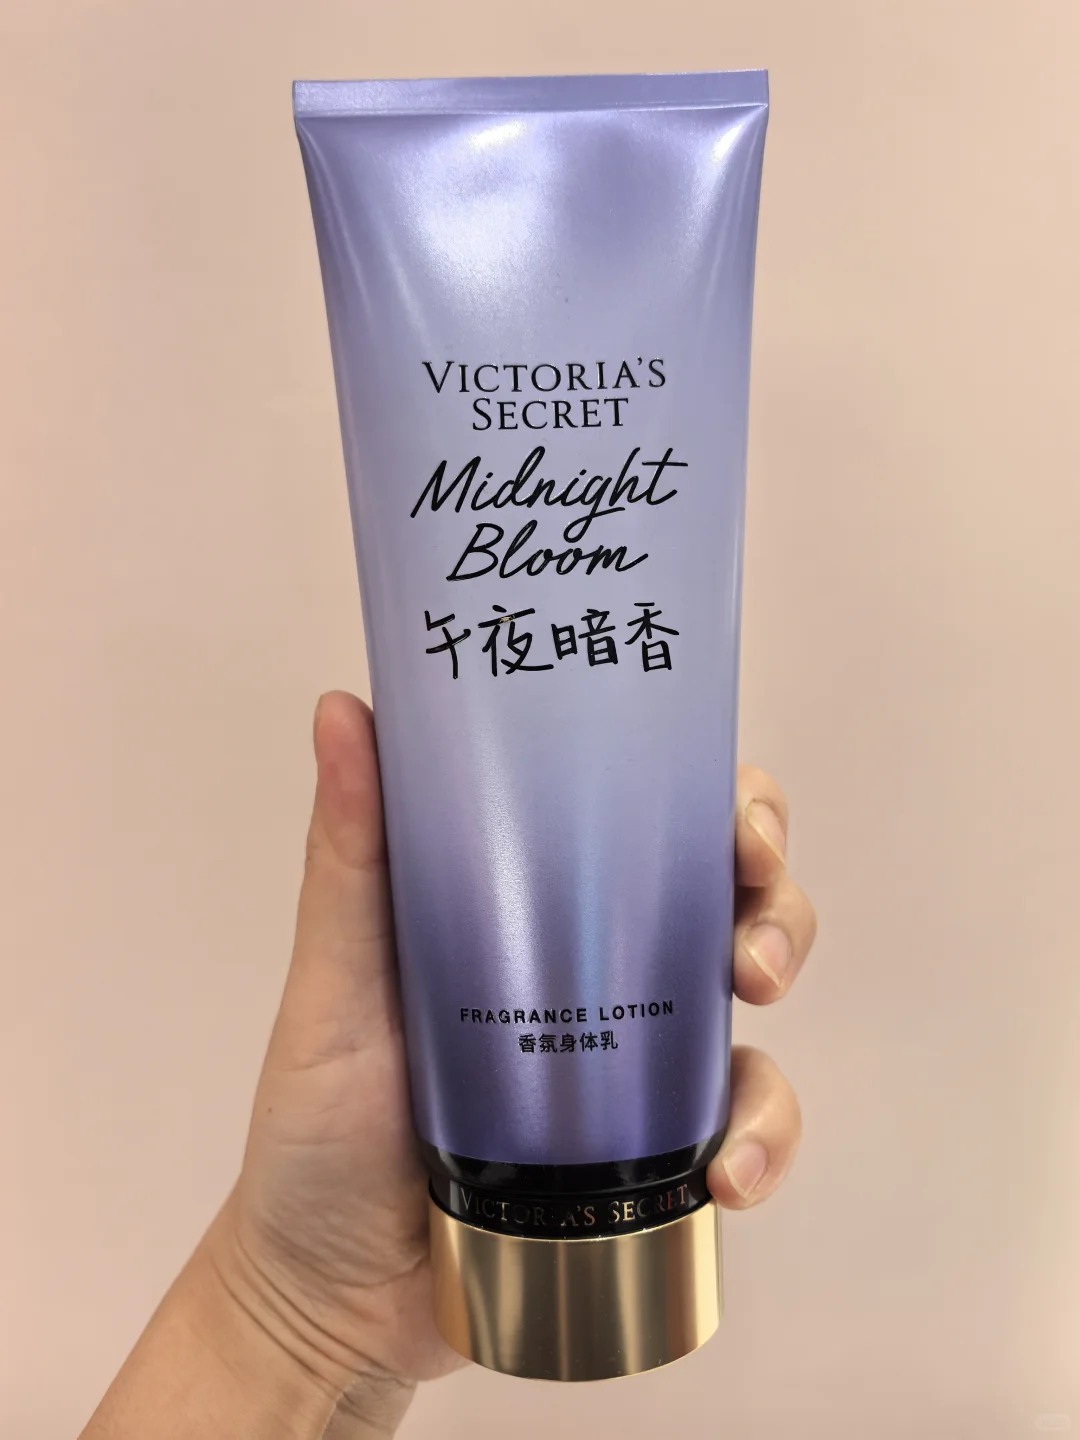 VICTORIA'S
SECRET
Midnight
Bloom
午夜暗香
FRAGRANCE LOTION
香氛身体乳
VICTORIA'S SECRET